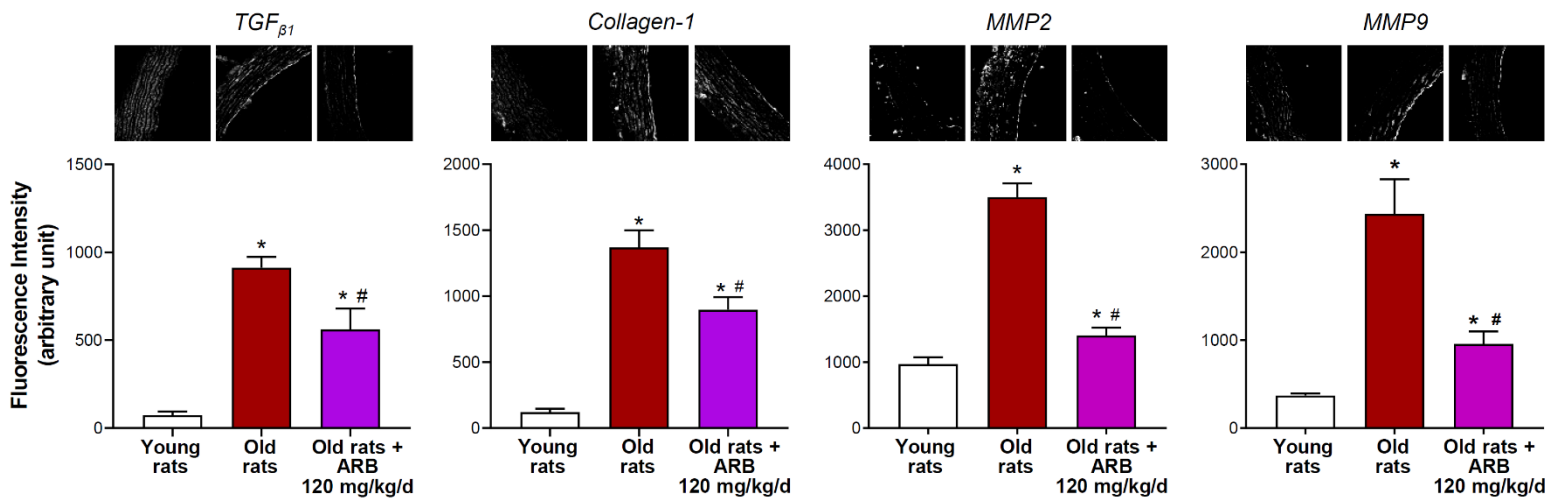 TGFβ1
Collagen-1
MMP2
MMP9
Fluorescence Intensity
(arbitrary unit)
1500
1000
500
0
Young
rats
Old
rats
Old rats +
ARB
120 mg/kg/d
* 
* #
2000
1500
1000
500
0
Young
rats
Old
rats
Old rats +
ARB
120 mg/kg/d
*
* #
4000
3000
2000
1000
0
Young
rats
Old
rats
Old rats +
ARB
120 mg/kg/d
*
* #
3000
2000
1000
0
Young
rats
Old
rats
Old rats +
ARB
120 mg/kg/d
*
* #